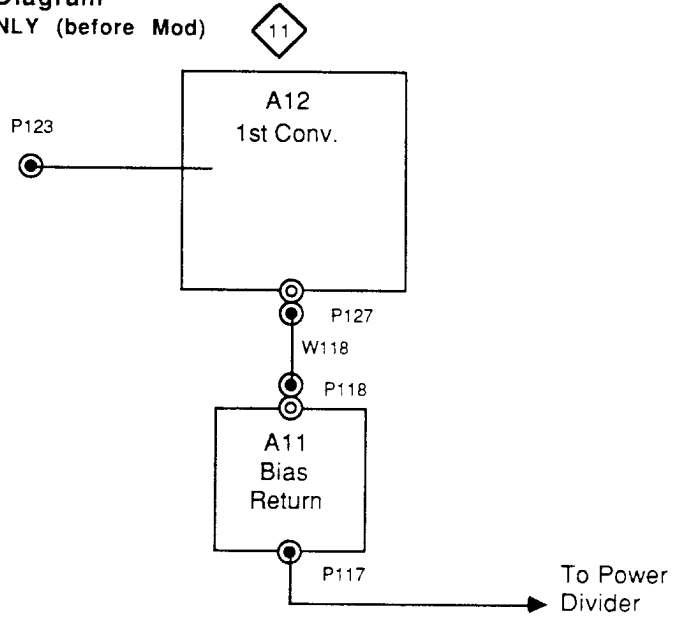 Diagram
NLY (before Mod)
11
A12
1st Conv.
P123
P127
W118
P118
A11
Bias
Return
P117
To Power
Divider